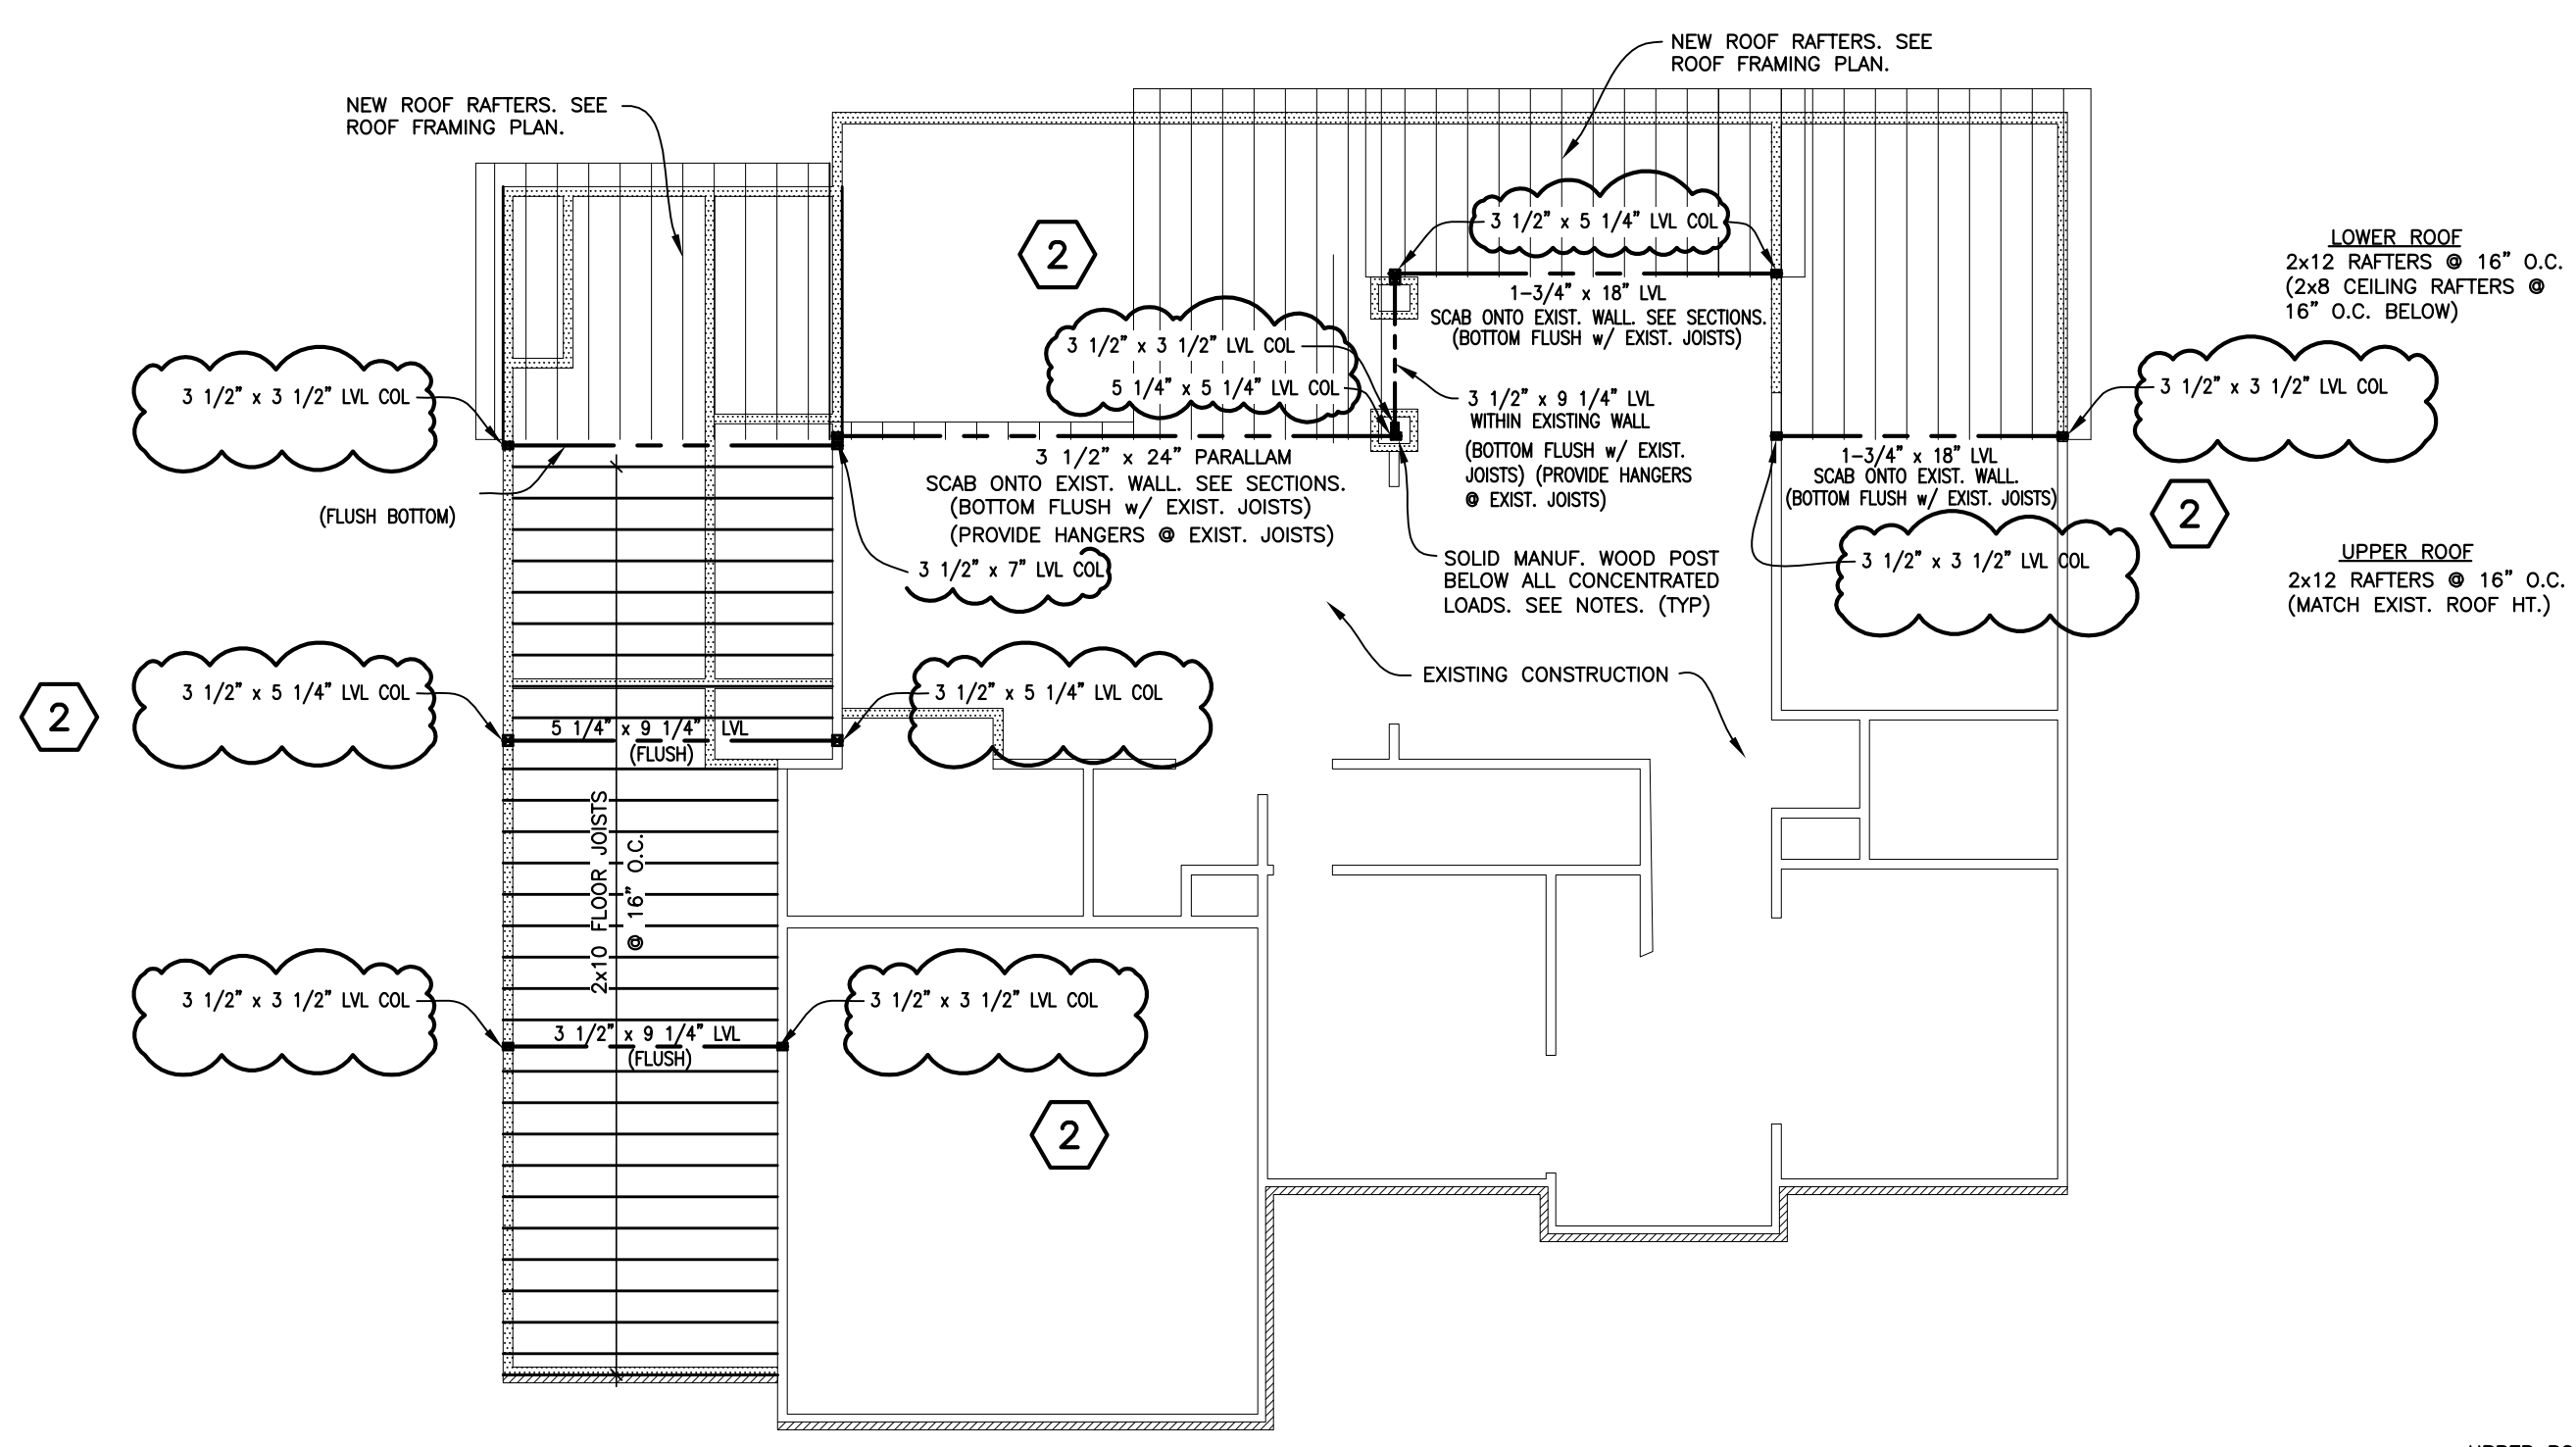 NEW ROOF RAFTERS. SEE
ROOF FRAMING PLAN.
NEW ROOF RAFTERS. SEE
ROOF FRAMING PLAN.
2
3 1/2" x 5 1/4" LVL COL
1-3/4" x 18" LVL
SCAB ONTO EXIST. WALL. SEE SECTIONS.
(BOTTOM FLUSH w/ EXIST. JOISTS)
LOWER ROOF
2x12 RAFTERS @ 16" O.C.
(2x8 CEILING RAFTERS @
16" O.C. BELOW)
3 1/2" x 3 1/2" LVL COL
5 1/4" x 5 1/4" LVL COL
3 1/2" x 3 1/2" LVL COL
3 1/2" x 3 1/2" LVL COL
3 1/2" x 9 1/4" LVL
WITHIN EXISTING WALL
(BOTTOM FLUSH w/ EXIST.
JOISTS) (PROVIDE HANGERS
@ EXIST. JOISTS)
(FLUSH BOTTOM)
3 1/2" x 24" PARALLAM
SCAB ONTO EXIST. WALL. SEE SECTIONS.
(BOTTOM FLUSH w/ EXIST. JOISTS)
(PROVIDE HANGERS @ EXIST. JOISTS)
3 1/2" x 7" LVL COL
1-3/4" x 18" LVL
SCAB ONTO EXIST. WALL.
(BOTTOM FLUSH w/ EXIST. JOISTS)
2
3 1/2" x 3 1/2" LVL COL
SOLID MANUF. WOOD POST
BELOW ALL CONCENTRATED
LOADS. SEE NOTES. (TYP)
UPPER ROOF
2x12 RAFTERS @ 16" O.C.
(MATCH EXIST. ROOF HT.)
EXISTING CONSTRUCTION
2
3 1/2" x 5 1/4" LVL COL
3 1/2" x 5 1/4" LVL COL
5 1/4" x 9 1/4" LVL
(FLUSH)
2x10 FLOOR JOISTS
@ 16" O.C.
3 1/2" x 3 1/2" LVL COL
3 1/2" x 3 1/2" LVL COL
3 1/2" x 9 1/4" LVL
(FLUSH)
2